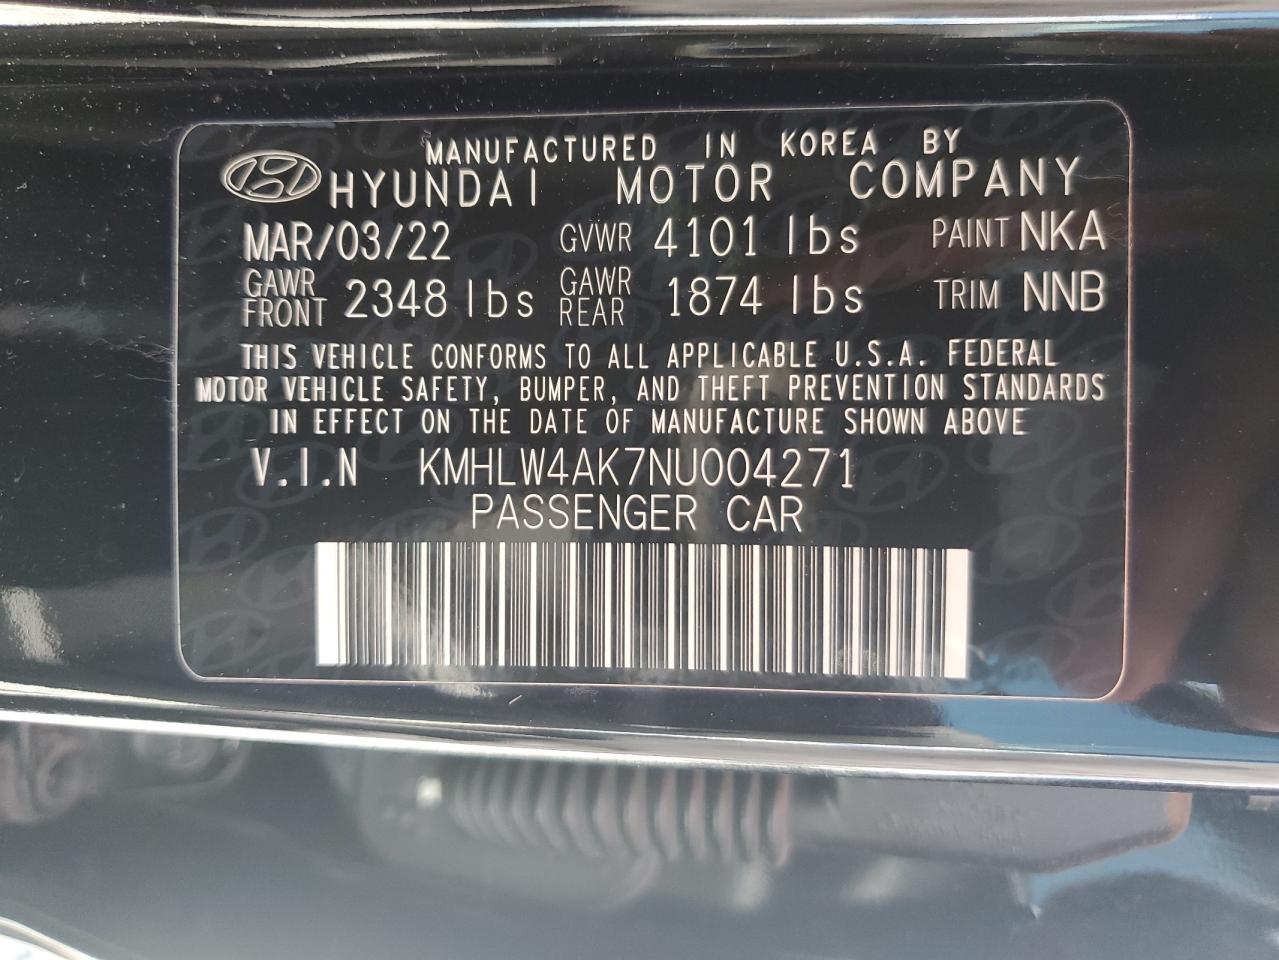 MANUFACTURED IN KOREA BY
HYUNDAI MOTOR COMPANY
MAR/03/22 GVWR 4101 lbs PAINT NKA
GAWR FRONT 2348 lbs GAWR REAR 1874 lbs TRIM NNB
THIS VEHICLE CONFORMS TO ALL APPLICABLE U.S.A. FEDERAL
MOTOR VEHICLE SAFETY, BUMPER, AND THEFT PREVENTION STANDARDS
IN EFFECT ON THE DATE OF MANUFACTURE SHOWN ABOVE
V.I.N KMHLW4AK7NU004271
PASSENGER CAR